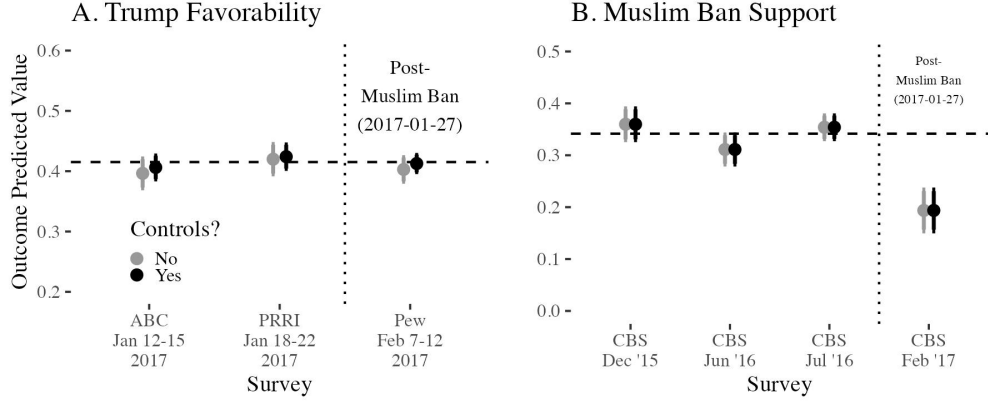 A. Trump Favorability
Outcome Predicted Value
0.6
0.5
0.4
0.3
0.2
Post-
Muslim Ban
(2017-01-27)
Controls?
No
Yes
ABC
Jan 12-15
2017
PRRI
Jan 18-22
2017
Pew
Feb 7-12
2017
Survey
B. Muslim Ban Support
0.5
0.4
0.3
0.2
0.1
0.0
Post-
Muslim Ban
(2017-01-27)
CBS
Dec '15
CBS
Jun '16
CBS
Jul '16
CBS
Feb '17
Survey